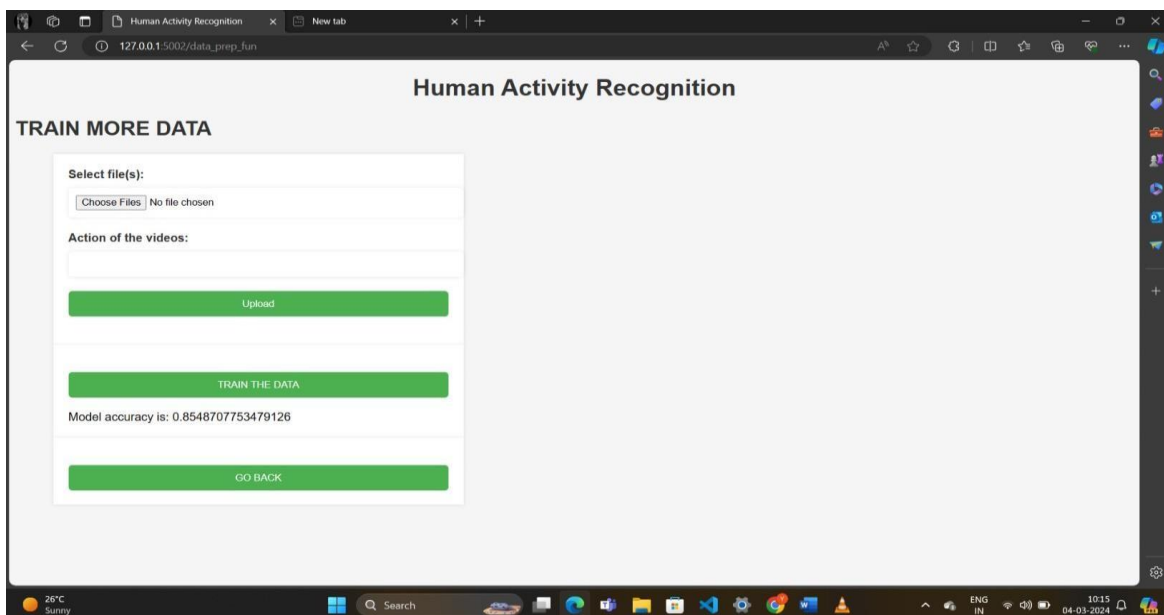 Human Activity Recognition
New tab
127.0.0.1:5002/data_prep_fun
Human Activity Recognition
TRAIN MORE DATA
Select file(s):
Choose Files No file chosen
Action of the videos:
Upload
TRAIN THE DATA
Model accuracy is: 0.8548707753479126
GO BACK
26°C
Sunny
Search
ENG
IN
10:15
04-03-2024